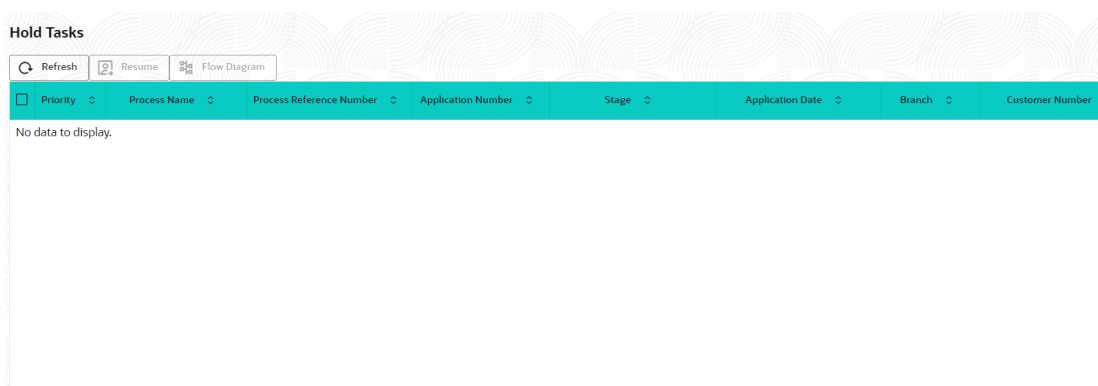 Hold Tasks
Refresh Resume Flow Diagram
Priority Process Name Process Reference Number Application Number Stage Application Date Branch Customer Number
No data to display.